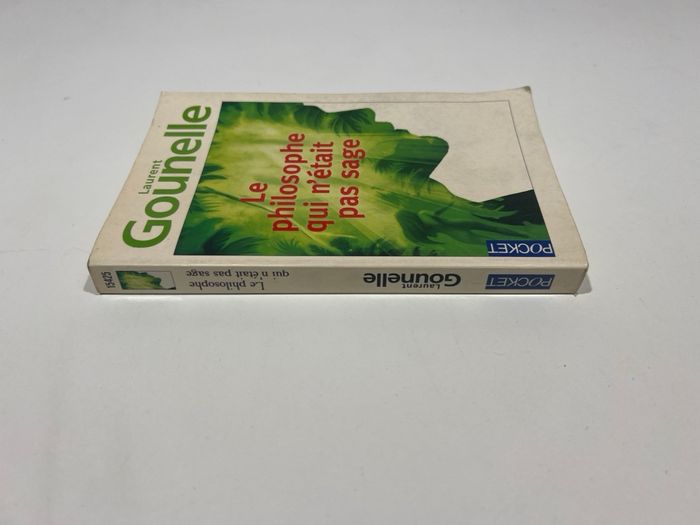 Laurent
Gounelle
Le
philosophe
qui n'était
pas sage
POCKET
15425
Le philosophe
qui n'était pas sage
Laurent
Gounelle
POCKET